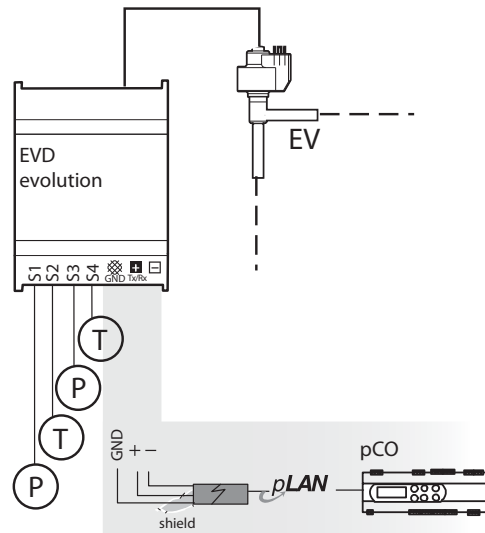 EV
EVD
evolution
S1 S2 S3 S4 GND Tx/Rx
T
P
T
P
GND + −
pCO
pLAN
shield